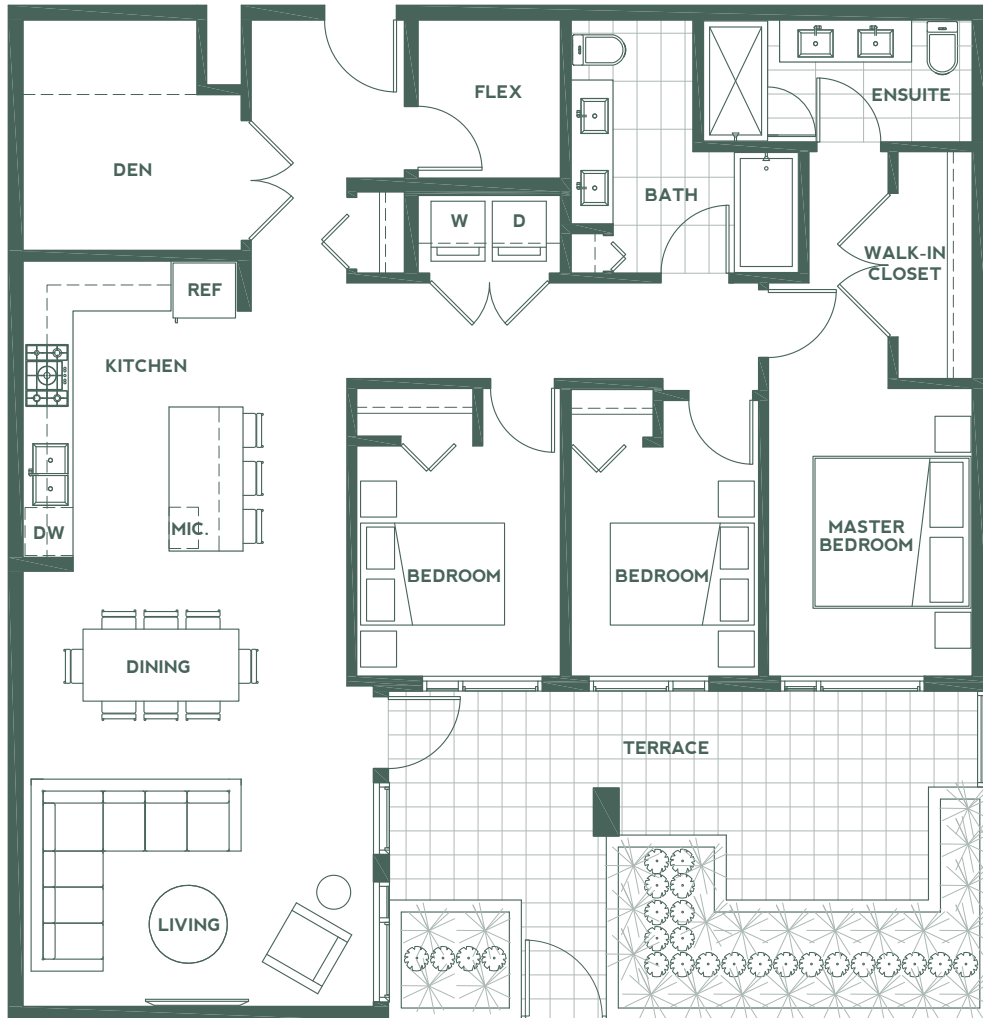 FLEX
ENSUITE
DEN
BATH
W
D
WALK-IN
CLOSET
REF
KITCHEN
MIC.
DW
MASTER
BEDROOM
BEDROOM
BEDROOM
DINING
TERRACE
LIVING